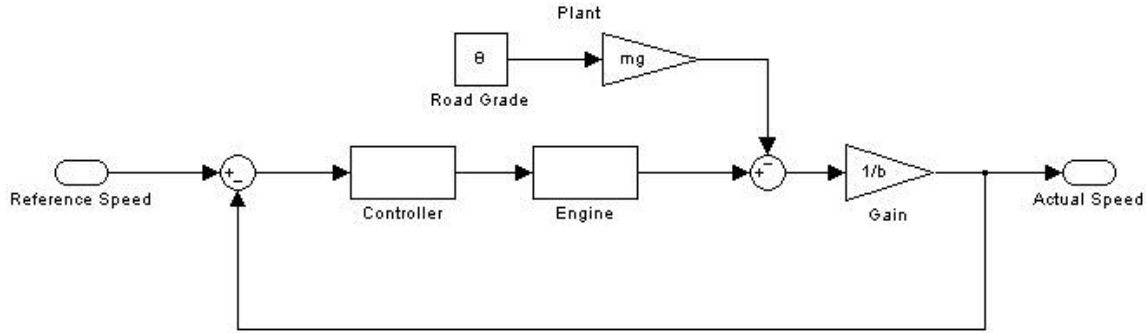 Plant
θ
mg
Road Grade
+
−
+
−
1/b
Reference Speed
Controller
Engine
Gain
Actual Speed